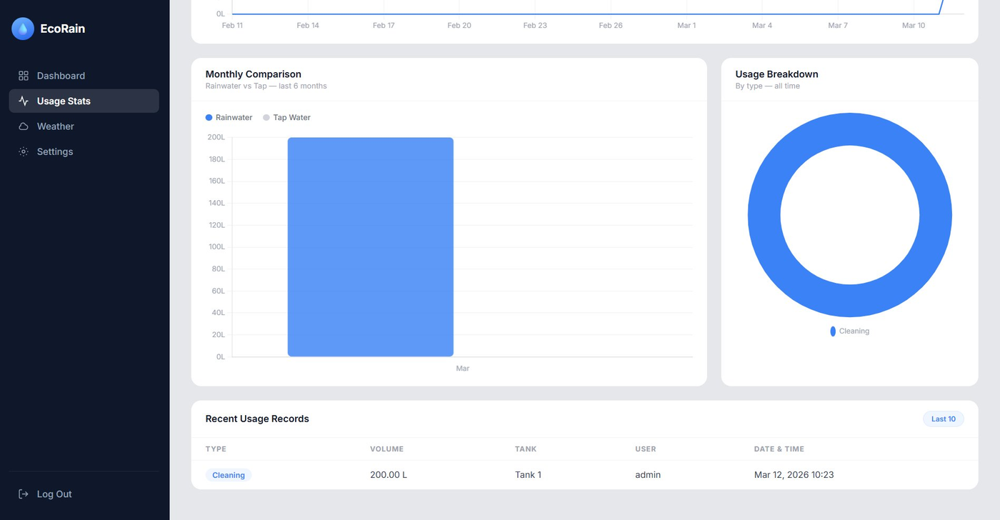 EcoRain
Dashboard
Usage Stats
Weather
Settings
Log Out
0L
Feb 11 Feb 14 Feb 17 Feb 20 Feb 23 Feb 26 Mar 1 Mar 4 Mar 7 Mar 10
Monthly Comparison
Rainwater vs Tap — last 6 months
Rainwater Tap Water
200L
180L
160L
140L
120L
100L
80L
60L
40L
20L
0L
Mar
Usage Breakdown
By type — all time
Cleaning
Recent Usage Records Last 10
TYPE VOLUME TANK USER DATE & TIME
Cleaning 200.00 L Tank 1 admin Mar 12, 2026 10:23